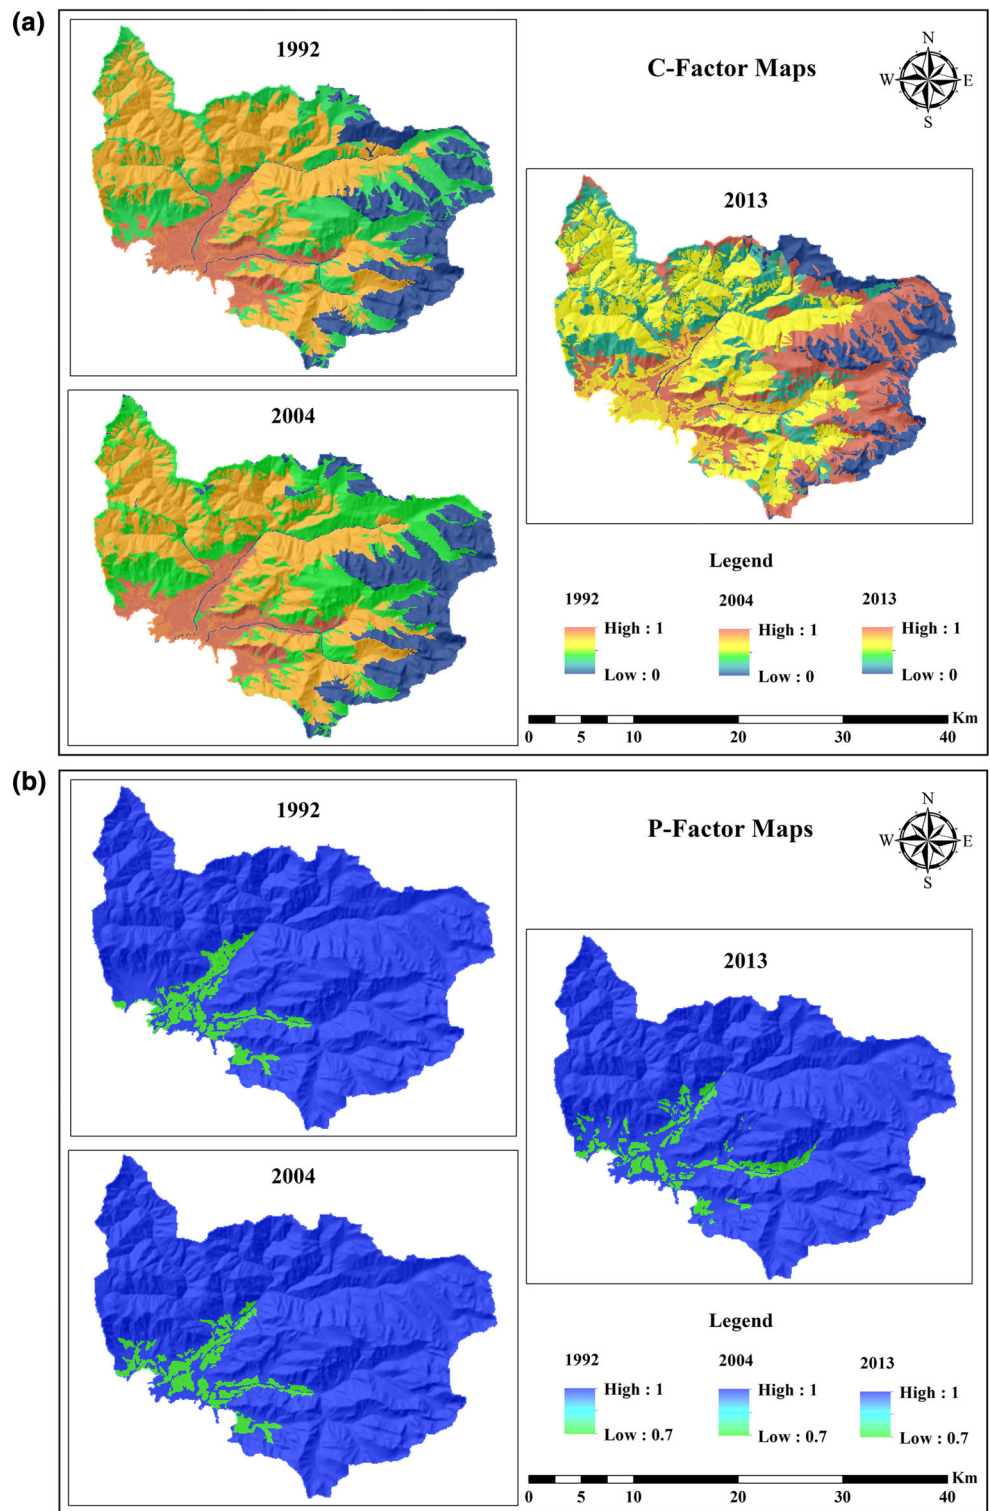 (a)
1992
C-Factor Maps
N
W E
S
2013
2004
Legend
1992 2004 2013
High : 1 High : 1 High : 1
Low : 0 Low : 0 Low : 0
Km
0 5 10 20 30 40
(b)
1992
P-Factor Maps
N
W E
S
2013
2004
Legend
1992 2004 2013
High : 1 High : 1 High : 1
Low : 0.7 Low : 0.7 Low : 0.7
Km
0 5 10 20 30 40